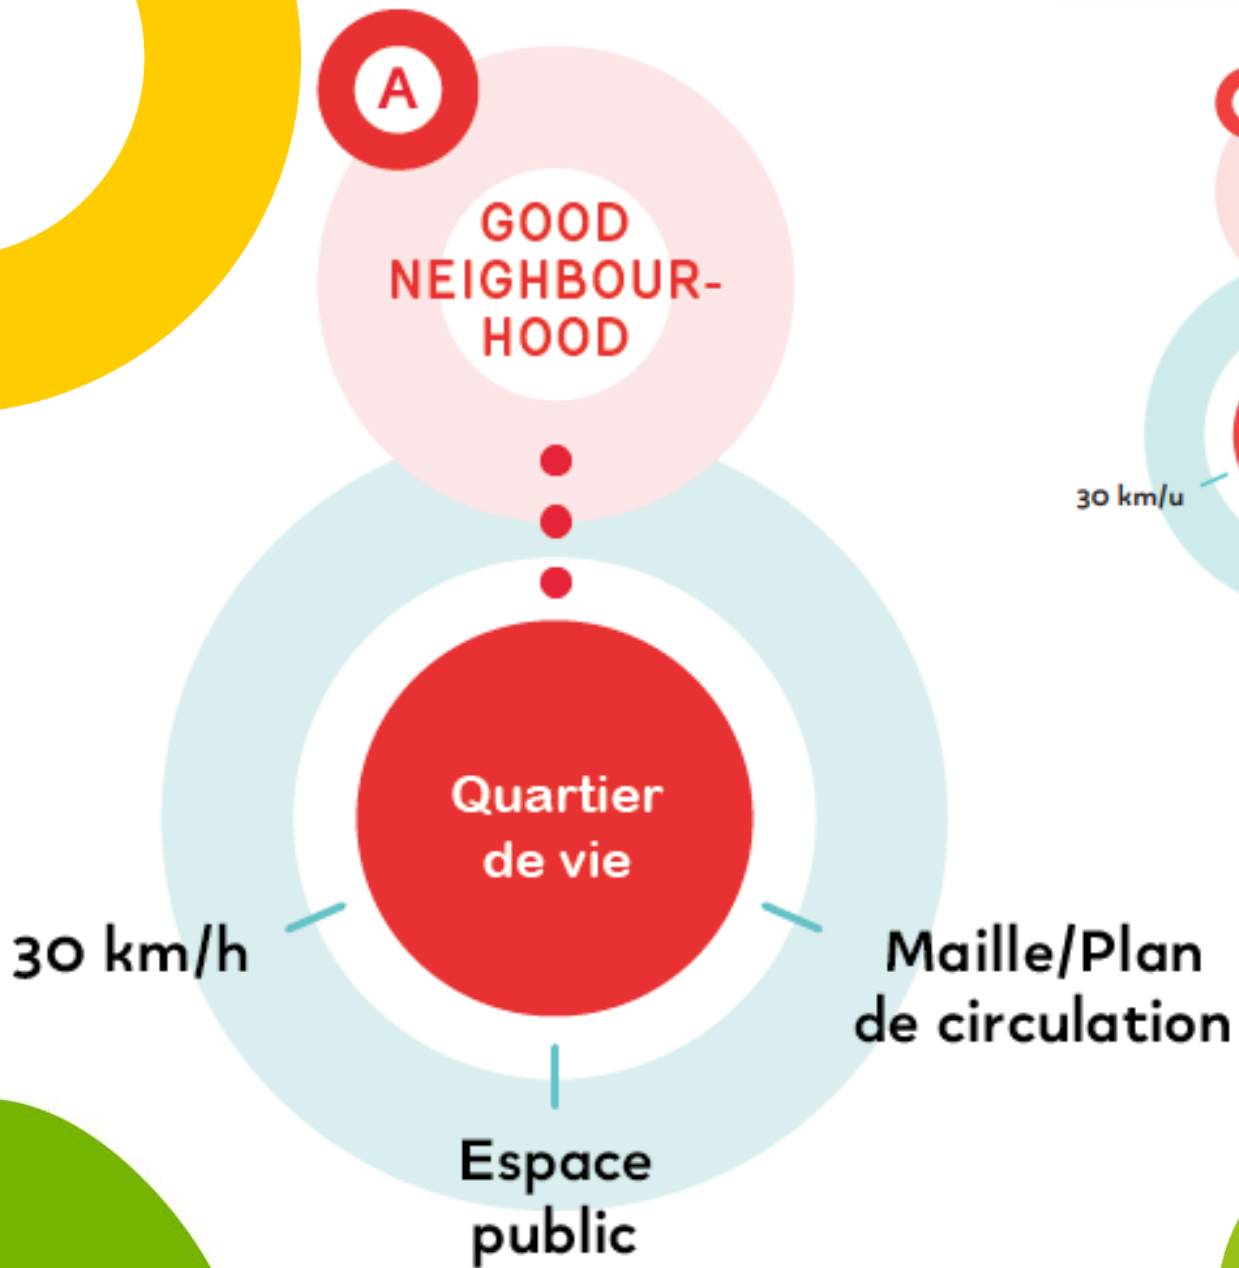 A
GOOD
NEIGHBOUR-
HOOD
Quartier
de vie
30 km/h
Maille/Plan
de circulation
Espace
public
30 km/u